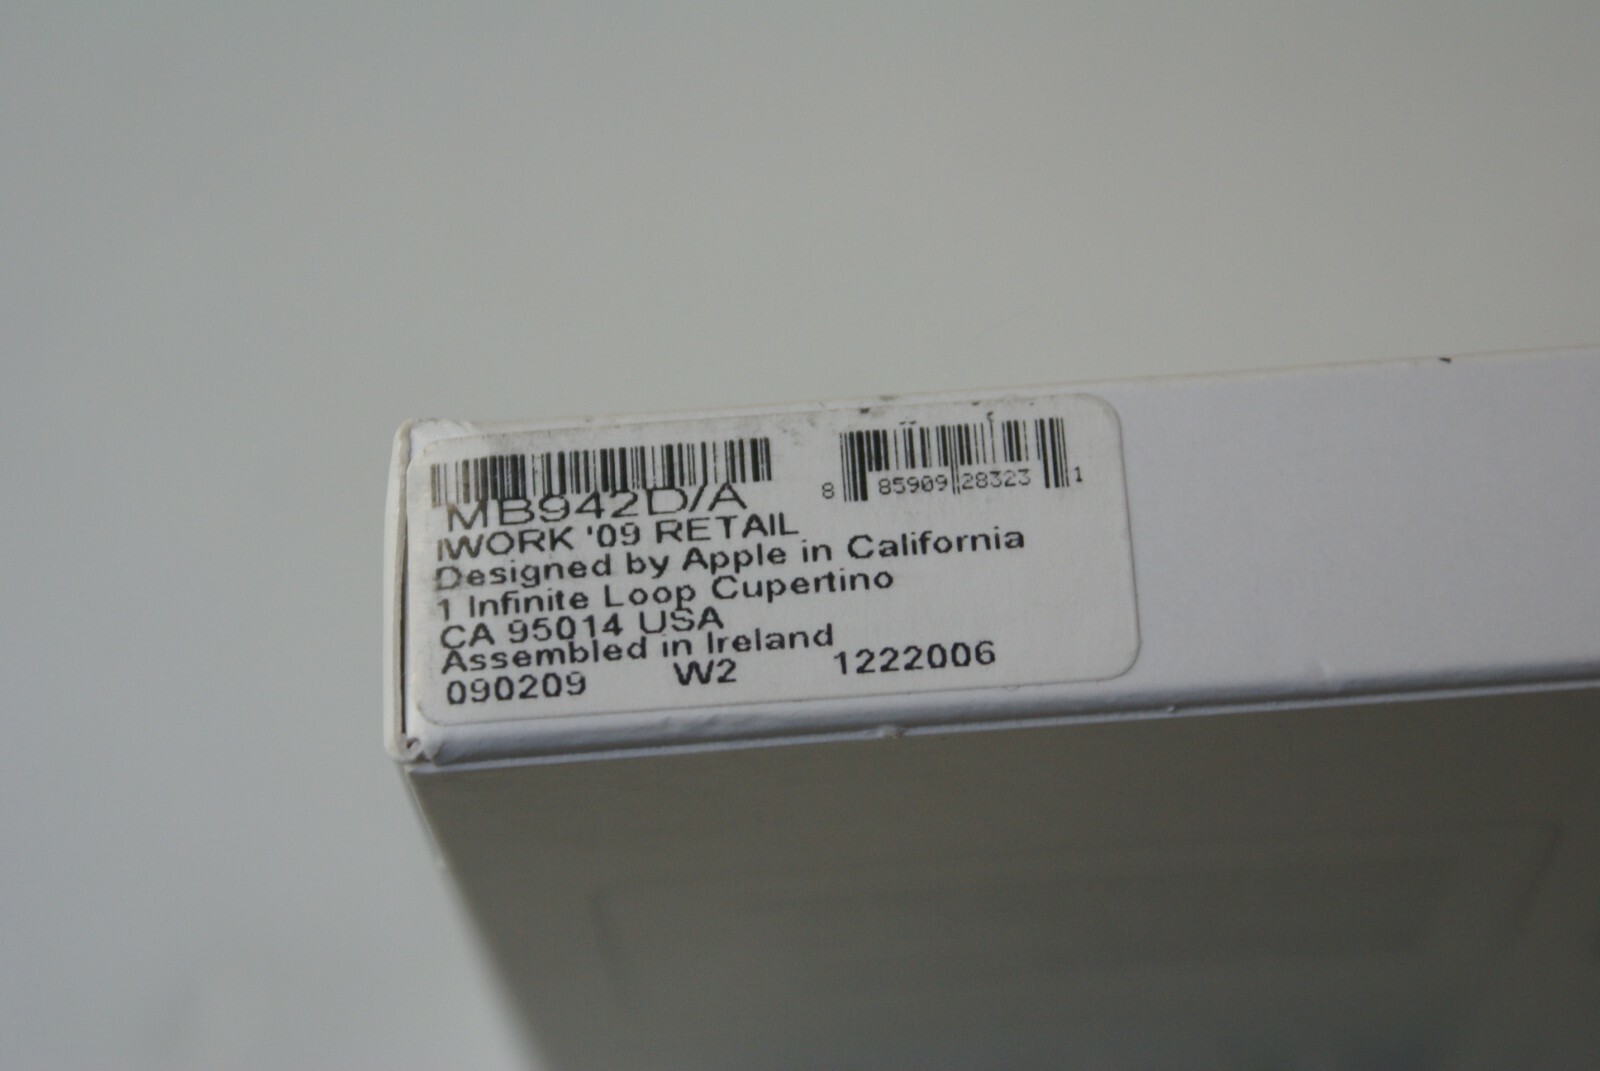 8 85909 28323 1
MB942D/A
IWORK '09 RETAIL
Designed by Apple in California
1 Infinite Loop Cupertino
CA 95014 USA
Assembled in Ireland
090209 W2 1222006